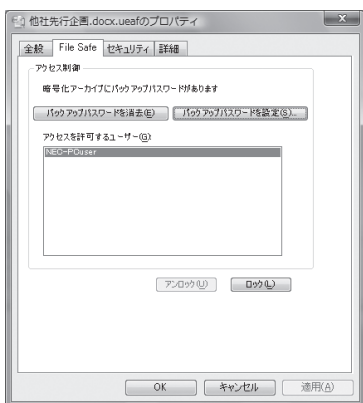 他社先行企画.docx.ueafのプロパティ
全般 File Safe セキュリティ 詳細
アクセス制御
暗号化アーカイブにバックアップパスワードがあります
バックアップパスワードを消去(E) バックアップパスワードを設定(S)...
アクセスを許可するユーザー(G):
NEC-PCuser
アンロック(U) ロック(L)
OK キャンセル 適用(A)